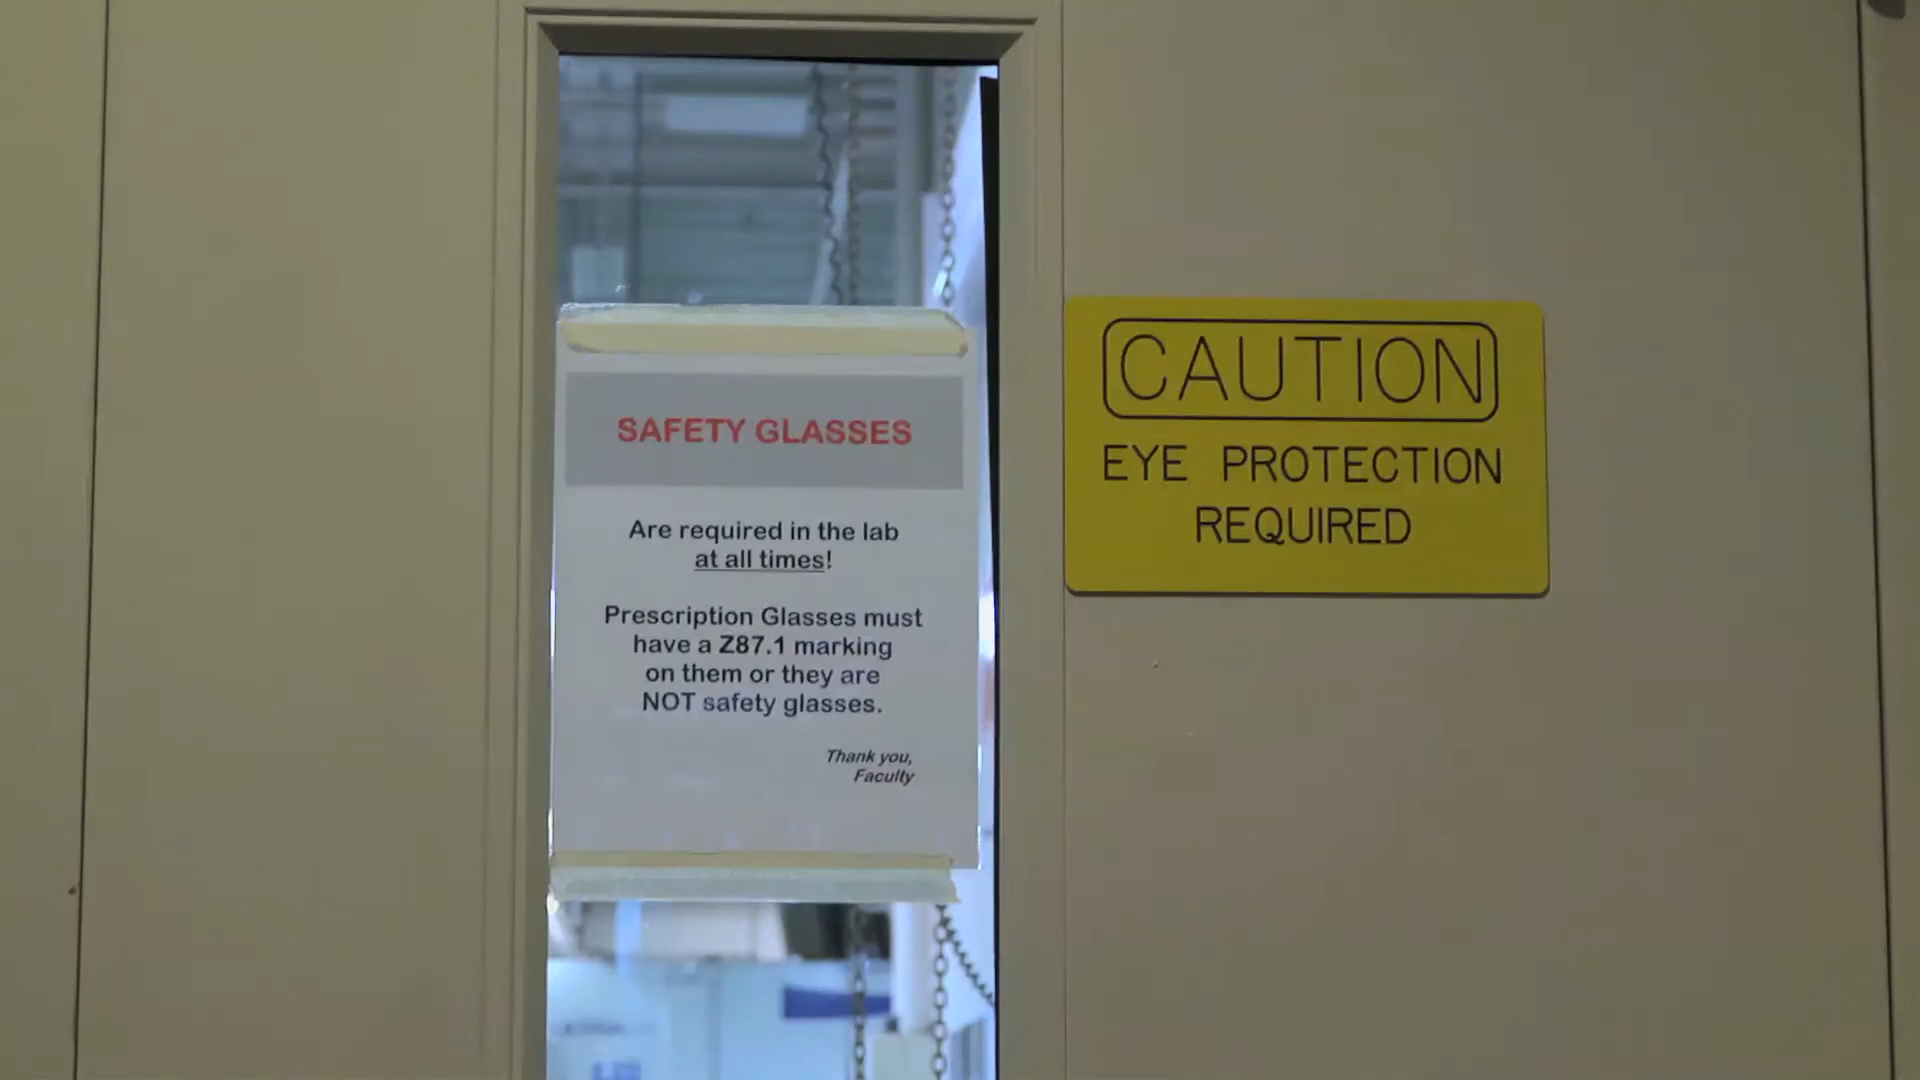 SAFETY GLASSES
Are required in the lab
at all times!
Prescription Glasses must
have a Z87.1 marking
on them or they are
NOT safety glasses.
Thank you,
Faculty
CAUTION
EYE PROTECTION
REQUIRED